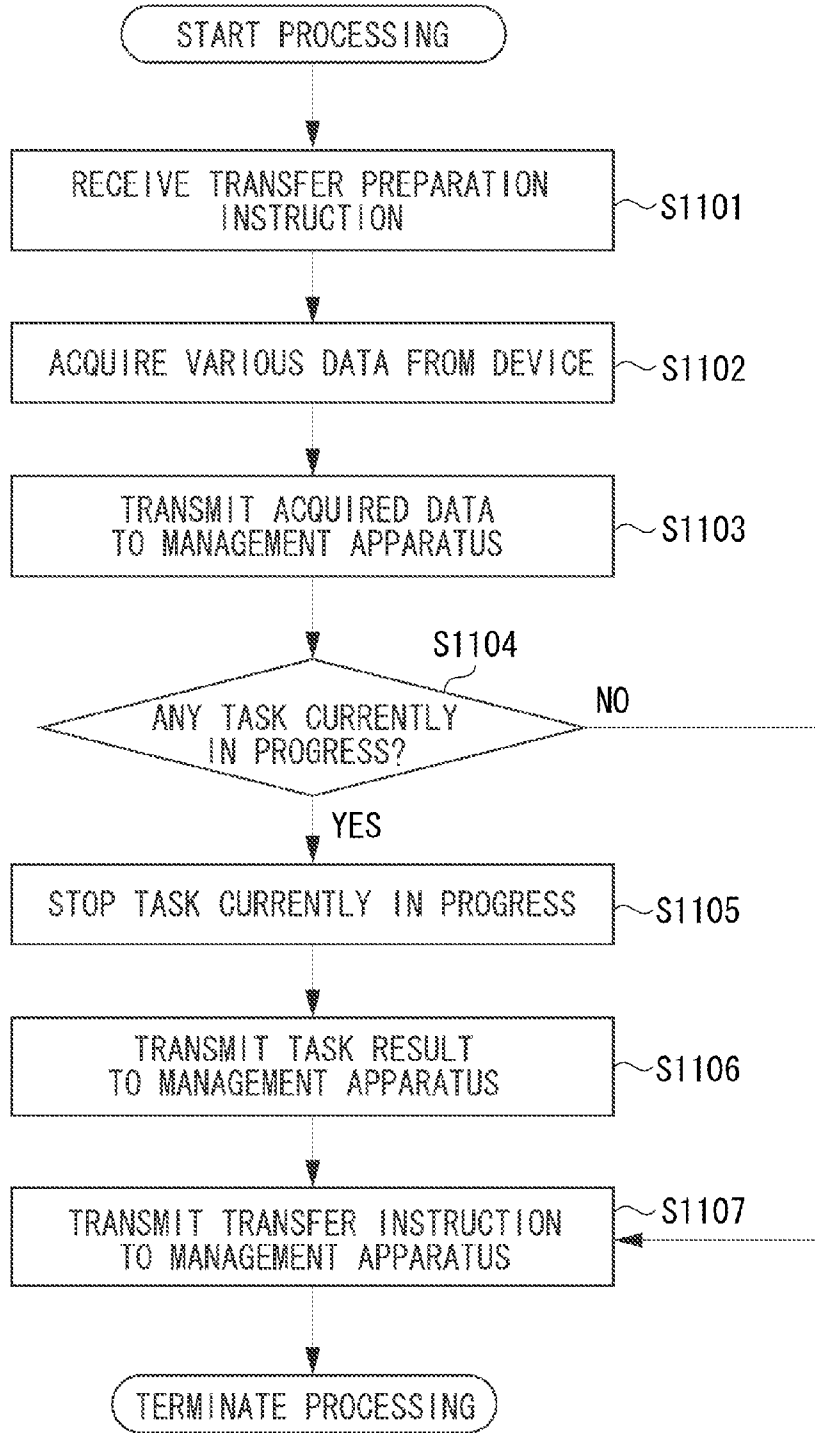 START PROCESSING
RECEIVE TRANSFER PREPARATION
INSTRUCTION
S1101
ACQUIRE VARIOUS DATA FROM DEVICE
S1102
TRANSMIT ACQUIRED DATA
TO MANAGEMENT APPARATUS
S1103
S1104
ANY TASK CURRENTLY
IN PROGRESS?
NO
YES
STOP TASK CURRENTLY IN PROGRESS
S1105
TRANSMIT TASK RESULT
TO MANAGEMENT APPARATUS
S1106
TRANSMIT TRANSFER INSTRUCTION
TO MANAGEMENT APPARATUS
S1107
TERMINATE PROCESSING